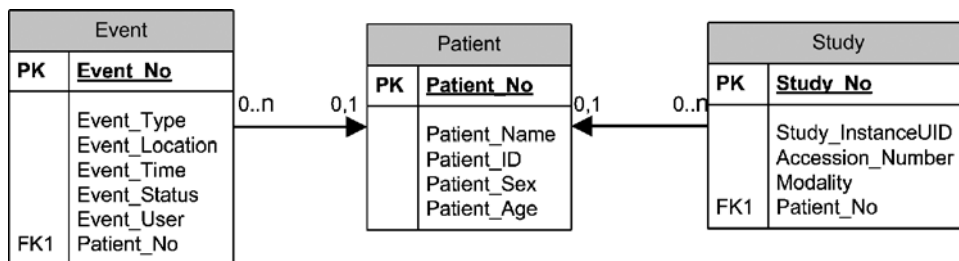 Event
PK Event_No
Event_Type
Event_Location
Event_Time
Event_Status
Event_User
FK1 Patient_No
0..n 0,1
Patient
PK Patient_No
Patient_Name
Patient_ID
Patient_Sex
Patient_Age
0,1 0..n
Study
PK Study_No
Study_InstanceUID
Accession_Number
Modality
FK1 Patient_No